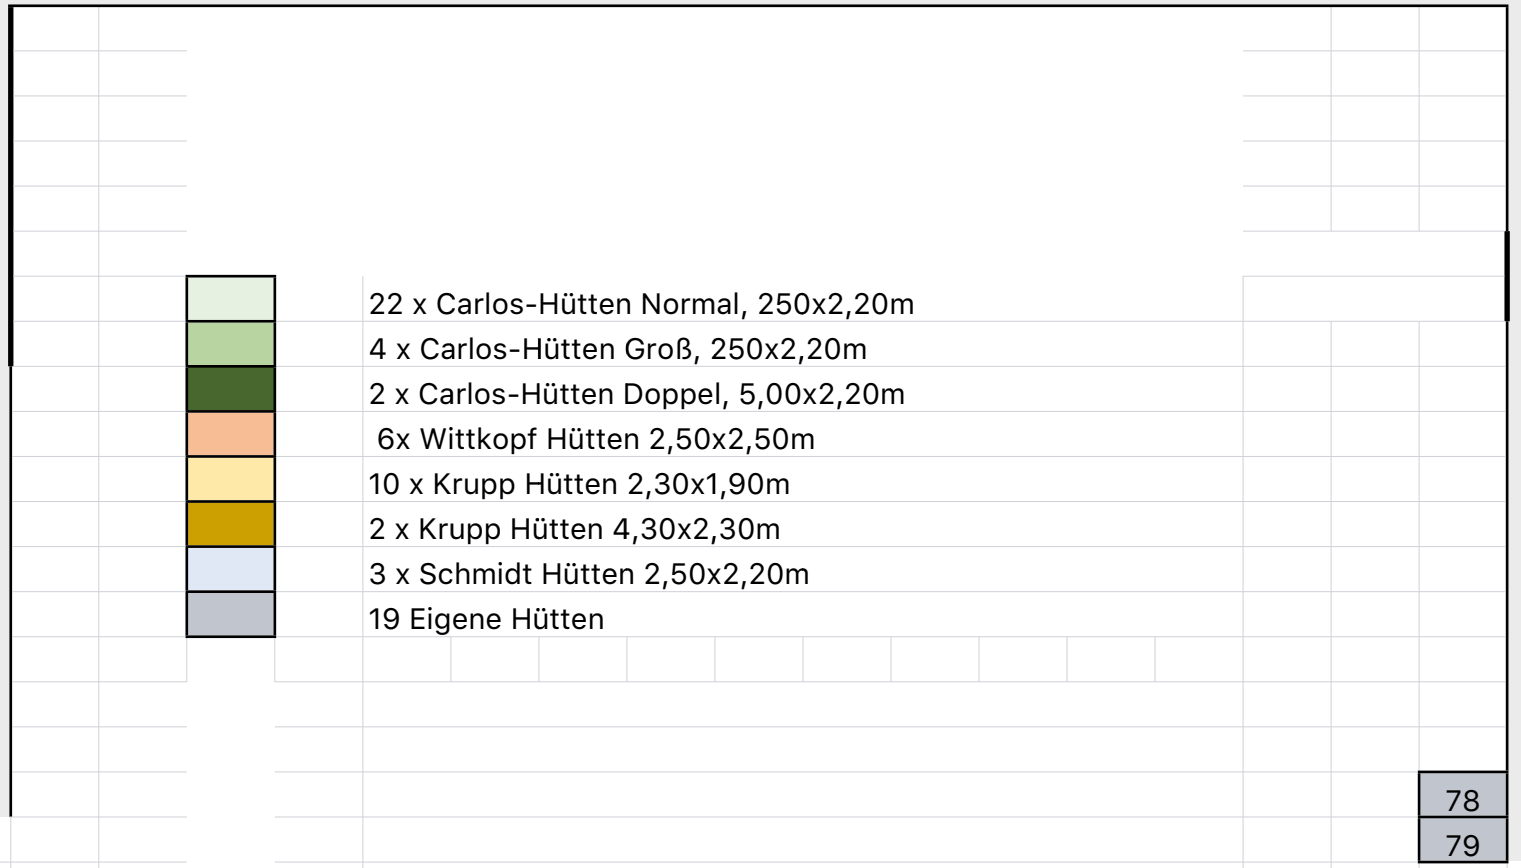 22 x Carlos-Hütten Normal, 250x2,20m
4 x Carlos-Hütten Groß, 250x2,20m
2 x Carlos-Hütten Doppel, 5,00x2,20m
6x Wittkopf Hütten 2,50x2,50m
10 x Krupp Hütten 2,30x1,90m
2 x Krupp Hütten 4,30x2,30m
3 x Schmidt Hütten 2,50x2,20m
19 Eigene Hütten
78
79